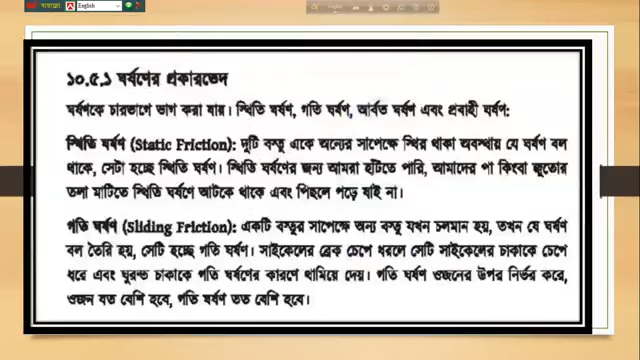 English
১০.৫.১ ঘর্ষণের প্রকারভেদ
ঘর্ষণকে চারভাগে ভাগ করা যায়। স্থিতি ঘর্ষণ, গতি ঘর্ষণ, আর্বত ঘর্ষণ এবং প্রবাহী ঘর্ষণ:
স্থিতি ঘর্ষণ (Static Friction): দুটি বস্তু একে অন্যের সাপেক্ষে স্থির থাকা অবস্থায় যে ঘর্ষণ বল
থাকে, সেটা হচ্ছে স্থিতি ঘর্ষণ। স্থিতি ঘর্ষণের জন্য আমরা হাঁটতে পারি, আমাদের পা কিংবা জুতোর
তলা মাটিতে স্থিতি ঘর্ষণে আটকে থাকে এবং পিছলে পড়ে যাই না।
গতি ঘর্ষণ (Sliding Friction): একটি বস্তুর সাপেক্ষে অন্য বস্তু যখন চলমান হয়, তখন যে ঘর্ষণ
বল তৈরি হয়, সেটি হচ্ছে গতি ঘর্ষণ। সাইকেলের ব্রেক চেপে ধরলে সেটি সাইকেলের চাকাকে চেপে
ধরে এবং ঘুরন্ত চাকাকে গতি ঘর্ষণের কারণে থামিয়ে দেয়। গতি ঘর্ষণ ওজনের উপর নির্ভর করে,
ওজন যত বেশি হবে, গতি ঘর্ষণ তত বেশি হবে।